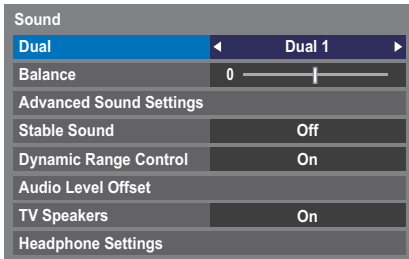 Sound
Dual Dual 1
Balance 0
Advanced Sound Settings
Stable Sound Off
Dynamic Range Control On
Audio Level Offset
TV Speakers On
Headphone Settings